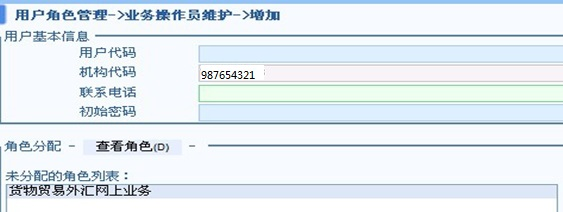 用户角色管理->业务操作员维护->增加
用户基本信息
用户代码
机构代码 987654321
联系电话
初始密码
角色分配 - 查看角色(D) -
未分配的角色列表：
货物贸易外汇网上业务